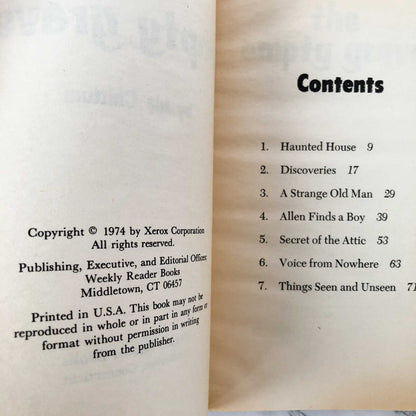 Copyright © 1974 by Xerox Corporation
All rights reserved.
Publishing, Executive, and Editorial Offices:
Weekly Reader Books
Middletown, CT 06457
Printed in U.S.A. This book may not be
reproduced in whole or in part in any form or
format without permission in writing
from the publisher.
Contents
1. Haunted House 9
2. Discoveries 17
3. A Strange Old Man 29
4. Allen Finds a Boy 39
5. Secret of the Attic 53
6. Voice from Nowhere 63
7. Things Seen and Unseen 71